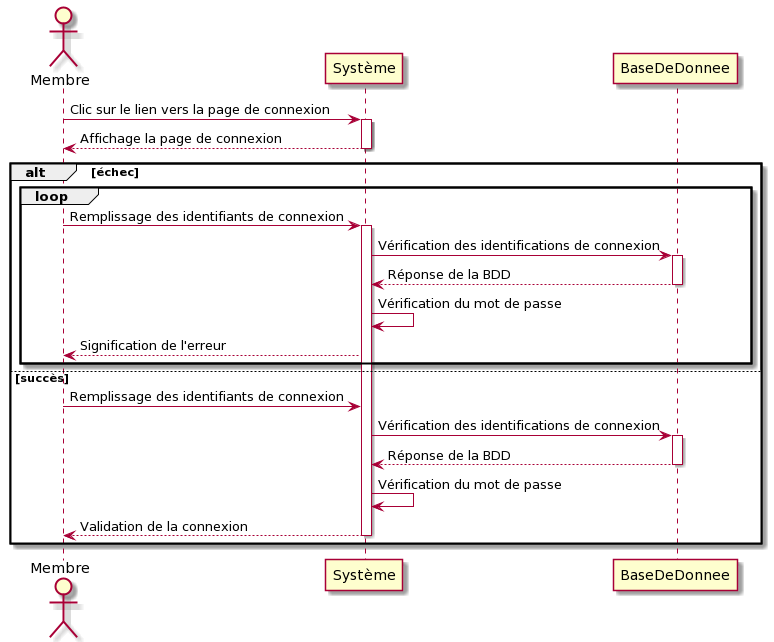 Membre
Système
BaseDeDonnee
Clic sur le lien vers la page de connexion
Affichage la page de connexion
alt
[échec]
loop
Remplissage des identifiants de connexion
Vérification des identifications de connexion
Réponse de la BDD
Vérification du mot de passe
Signification de l'erreur
[succès]
Remplissage des identifiants de connexion
Vérification des identifications de connexion
Réponse de la BDD
Vérification du mot de passe
Validation de la connexion
Membre
Système
BaseDeDonnee